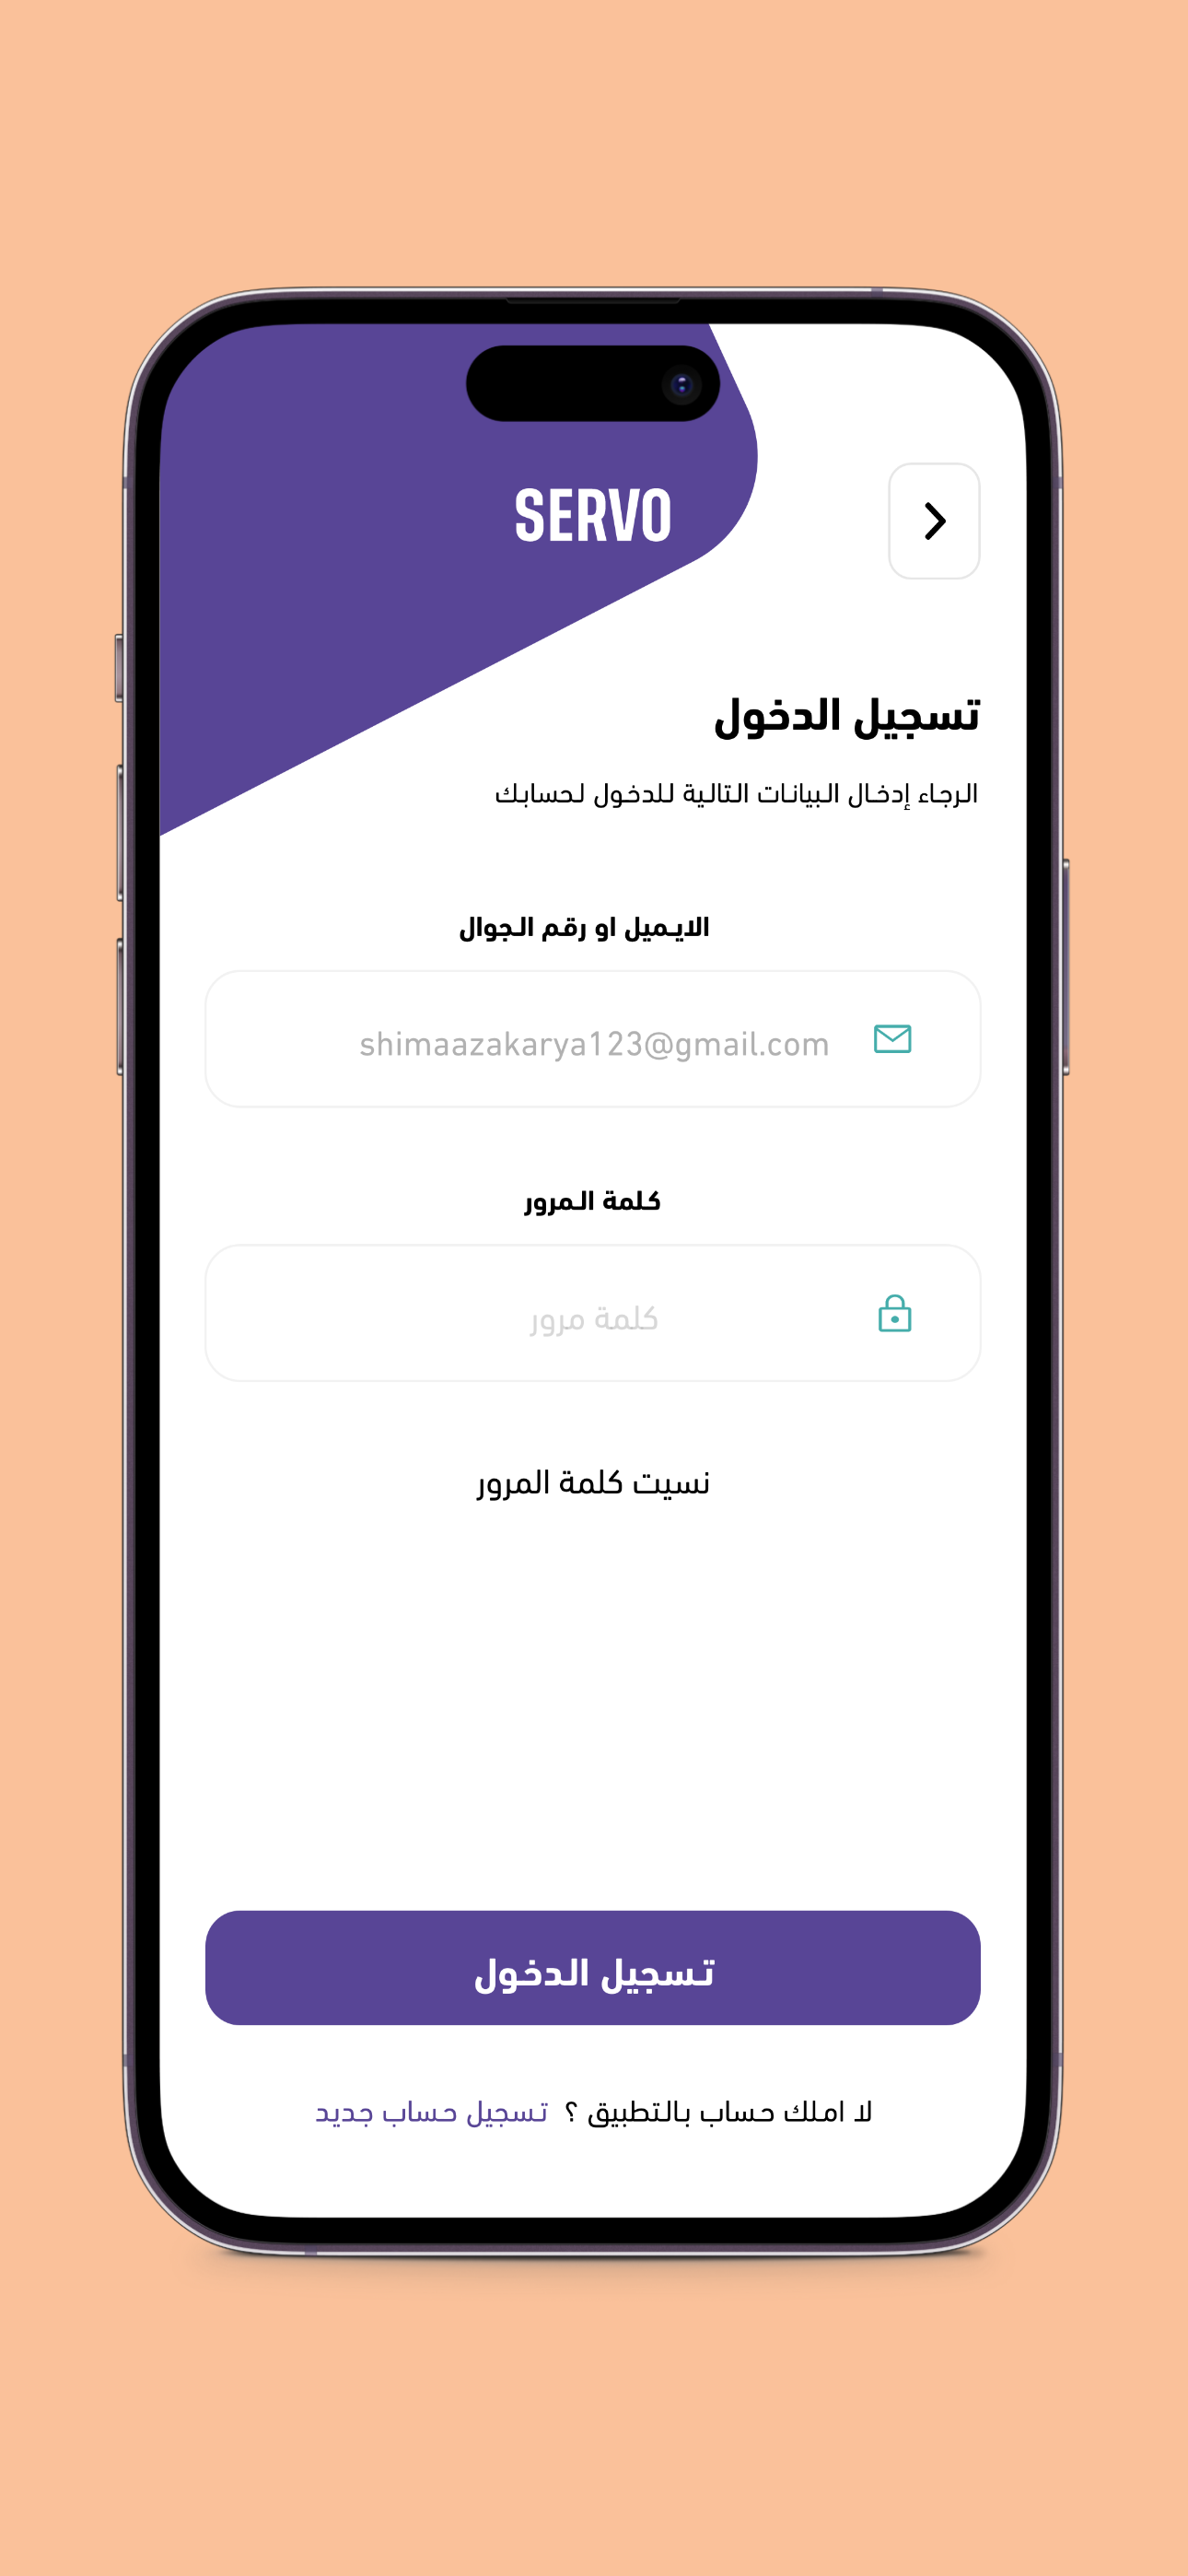 SERVO
تسجيل الدخول
الرجاء إدخال البيانات التالية للدخول لحسابك
الايميل او رقم الجوال
shimaazakarya123@gmail.com
كلمة المرور
كلمة مرور
نسيت كلمة المرور
تسجيل الدخول
لا املك حساب بالتطبيق ؟ تسجيل حساب جديد